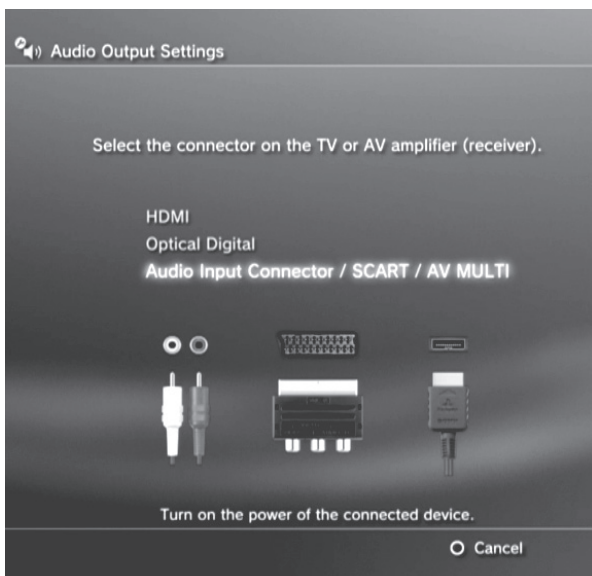 Audio Output Settings
Select the connector on the TV or AV amplifier (receiver).
HDMI
Optical Digital
Audio Input Connector / SCART / AV MULTI
Turn on the power of the connected device.
Cancel